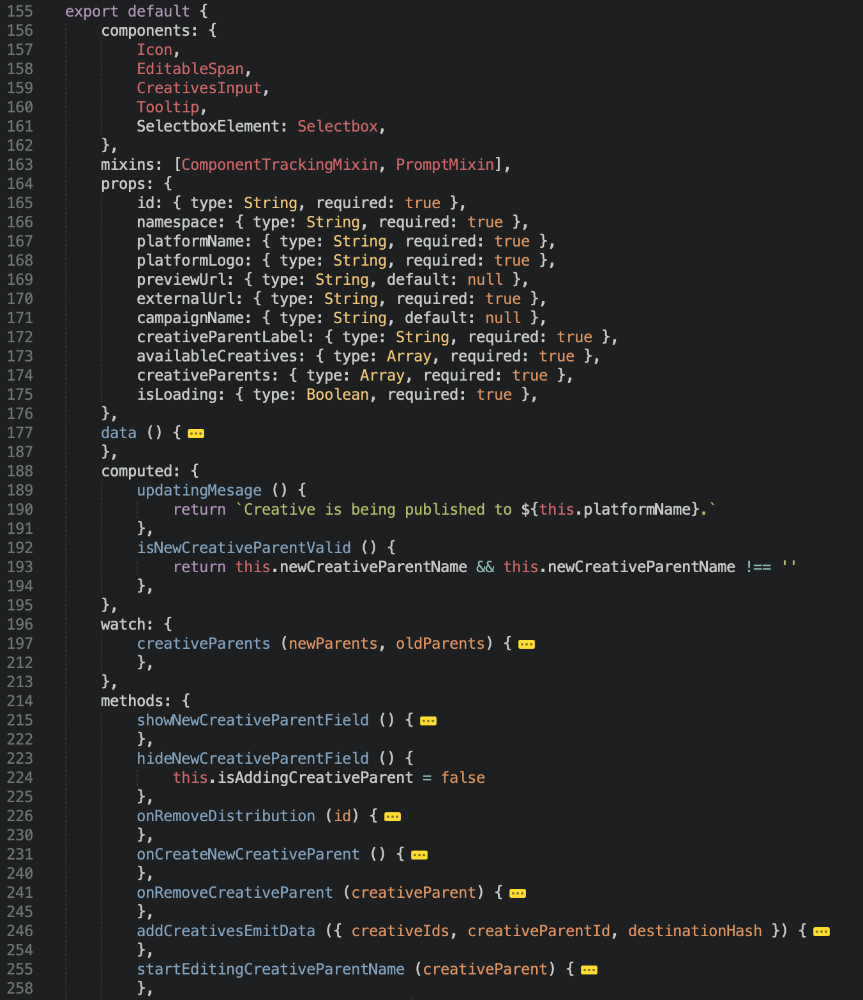 155 export default {
156 components: {
157 Icon,
158 EditableSpan,
159 CreativesInput,
160 Tooltip,
161 SelectboxElement: Selectbox,
162 },
163 mixins: [ComponentTrackingMixin, PromptMixin],
164 props: {
165 id: { type: String, required: true },
166 namespace: { type: String, required: true },
167 platformName: { type: String, required: true },
168 platformLogo: { type: String, required: true },
169 previewUrl: { type: String, default: null },
170 externalUrl: { type: String, required: true },
171 campaignName: { type: String, default: null },
172 creativeParentLabel: { type: String, required: true },
173 availableCreatives: { type: Array, required: true },
174 creativeParents: { type: Array, required: true },
175 isLoading: { type: Boolean, required: true },
176 },
177 data () { ...
187 },
188 computed: {
189 updatingMesage () {
190 return `Creative is being published to ${this.platformName}.`
191 },
192 isNewCreativeParentValid () {
193 return this.newCreativeParentName && this.newCreativeParentName !== ''
194 },
195 },
196 watch: {
197 creativeParents (newParents, oldParents) { ...
212 },
213 },
214 methods: {
215 showNewCreativeParentField () { ...
222 },
223 hideNewCreativeParentField () {
224 this.isAddingCreativeParent = false
225 },
226 onRemoveDistribution (id) { ...
230 },
231 onCreateNewCreativeParent () { ...
240 },
241 onRemoveCreativeParent (creativeParent) { ...
245 },
246 addCreativesEmitData ({ creativeIds, creativeParentId, destinationHash }) { ...
254 },
255 startEditingCreativeParentName (creativeParent) { ...
258 },